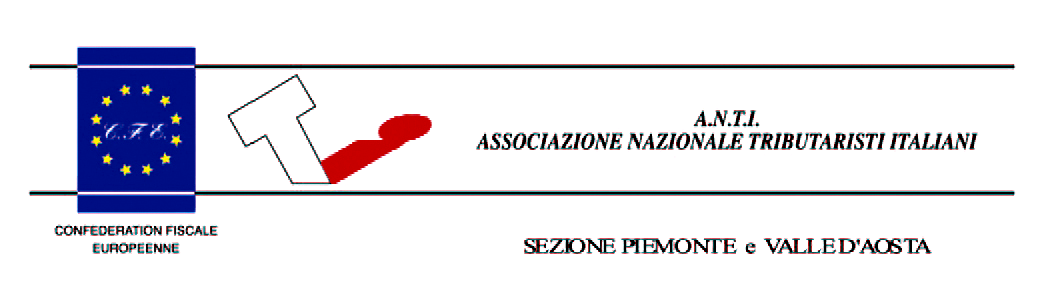 C.F.E.
CONFEDERATION FISCALE
EUROPEENNE
A.N.T.I.
ASSOCIAZIONE NAZIONALE TRIBUTARISTI ITALIANI
SEZIONE PIEMONTE e VALLE D'AOSTA